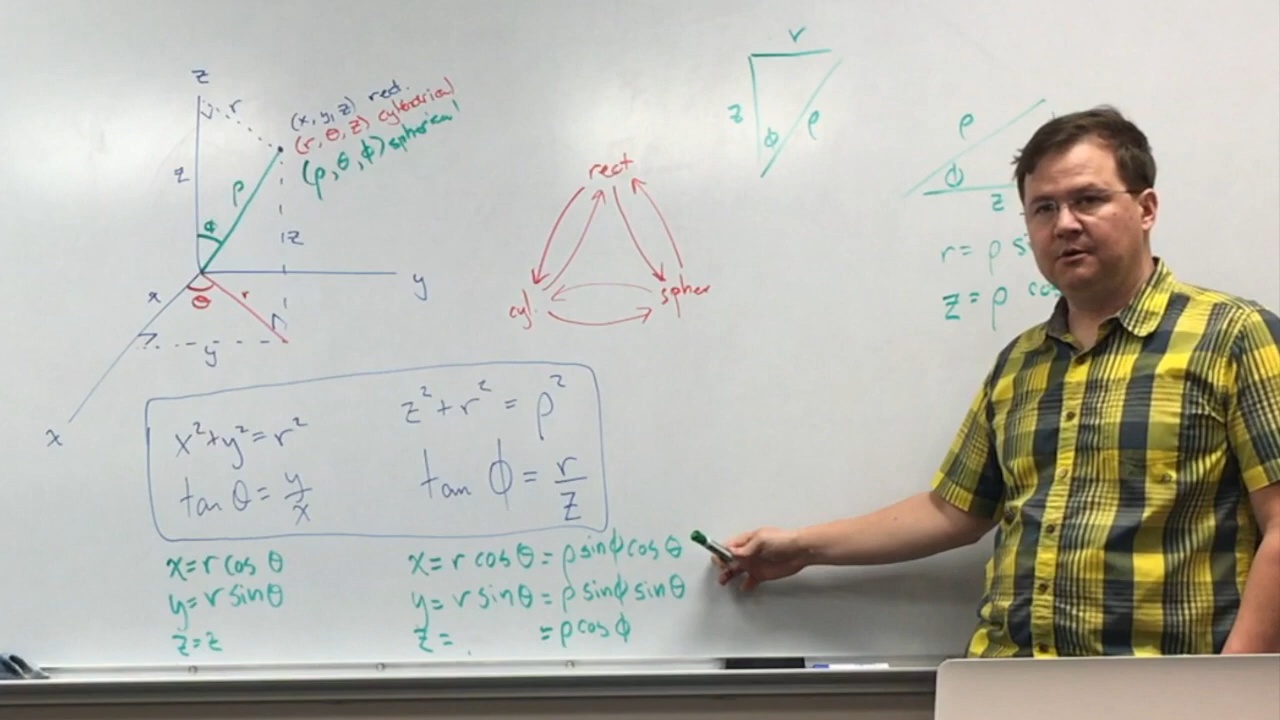 z
r
(x, y, z) rect.
(r, θ, z) cylindrical
(ρ, θ, φ) spherical
z
ρ
φ
z
y
x
θ
r
y
x
rect
cyl.
spher
r
z
φ
ρ
ρ
φ
z
r = ρ
z = ρ cos
x² + y² = r²
z² + r² = ρ²
tan θ = y/x
tan φ = r/z
x = r cos θ
y = r sin θ
z = z
x = r cos θ = ρ sin φ cos θ
y = r sin θ = ρ sin φ sin θ
z = = ρ cos φ